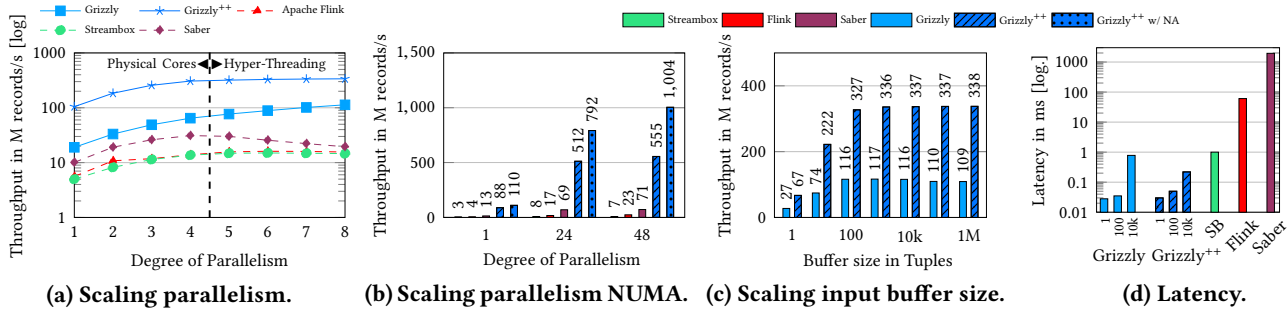 Grizzly Grizzly++ Apache Flink
Streambox Saber
Streambox Flink Saber Grizzly Grizzly++ Grizzly++ w/ NA
Throughput in M records/s [log]
1000
100
10
1
Physical Cores Hyper-Threading
1 2 3 4 5 6 7 8
Degree of Parallelism
(a) Scaling parallelism.
Throughput in M records/s
1,500
1,000
500
0
3 4 13 88 110
8 17 69 512 792
7 23 71 555 1,004
1 24 48
Degree of Parallelism
(b) Scaling parallelism NUMA.
Throughput in M records/s
400
200
0
27 67 74 222 116 327 117 336 116 337 110 337 109 338
1 100 10k 1M
Buffer size in Tuples
(c) Scaling input buffer size.
Latency in ms [log.]
1000
100
10
1
0.1
0.01
1 100 10k 1 100 10k SB Flink Saber
Grizzly Grizzly++
(d) Latency.